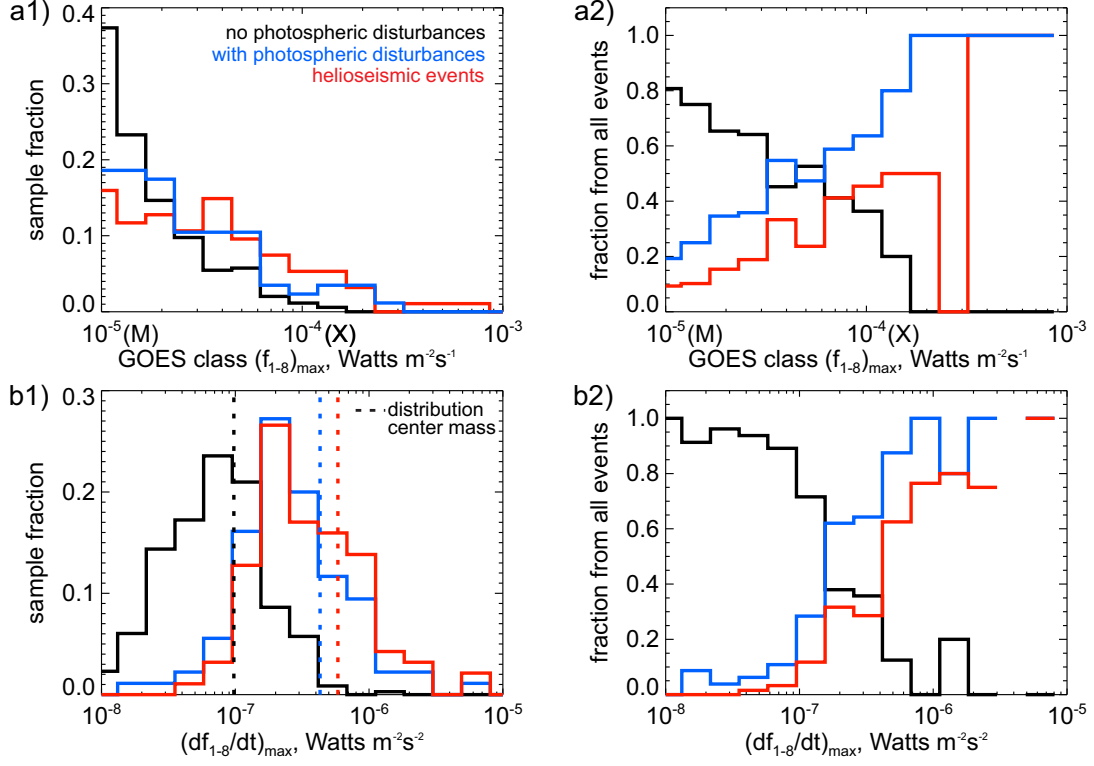 a1)
no photospheric disturbances
with photospheric disturbances
helioseismic events
sample fraction
0.4
0.3
0.2
0.1
0.0
10⁻⁵(M) 10⁻⁴(X) 10⁻³
GOES class (f₁₋₈)max, Watts m⁻²s⁻¹
a2)
fraction from all events
1.0
0.8
0.6
0.4
0.2
0.0
10⁻⁵(M) 10⁻⁴(X) 10⁻³
GOES class (f₁₋₈)max, Watts m⁻²s⁻¹
b1)
distribution
center mass
sample fraction
0.3
0.2
0.1
0.0
10⁻⁸ 10⁻⁷ 10⁻⁶ 10⁻⁵
(df₁₋₈/dt)max, Watts m⁻²s⁻²
b2)
fraction from all events
1.0
0.8
0.6
0.4
0.2
0.0
10⁻⁸ 10⁻⁷ 10⁻⁶ 10⁻⁵
(df₁₋₈/dt)max, Watts m⁻²s⁻²